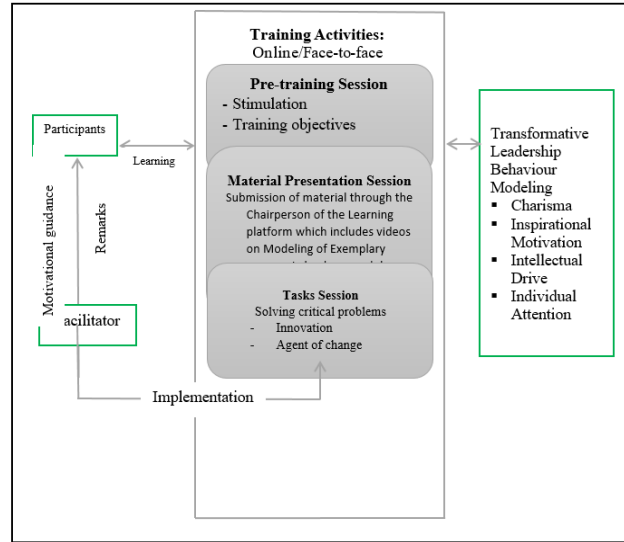 Training Activities:
Online/Face-to-face
Pre-training Session
- Stimulation
- Training objectives
Participants
Learning
Material Presentation Session
Submission of material through the
Chairperson of the Learning
platform which includes videos
on Modeling of Exemplary
Motivational guidance
Remarks
acilitator
Tasks Session
Solving critical problems
- Innovation
- Agent of change
Implementation
Transformative
Leadership
Behaviour
Modeling
▪ Charisma
▪ Inspirational
Motivation
▪ Intellectual
Drive
▪ Individual
Attention